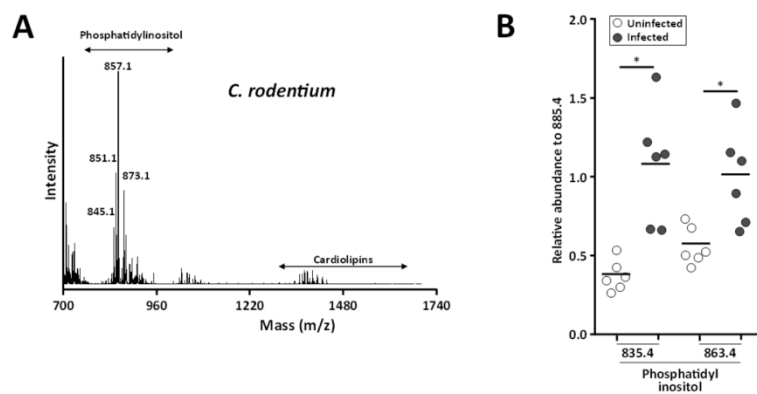 A
Phosphatidylinositol
857.1
C. rodentium
851.1
873.1
845.1
Cardiolipins
Intensity
700 960 1220 1480 1740
Mass (m/z)
B
Uninfected
Infected
* *
Relative abundance to 885.4
2.0
1.5
1.0
0.5
0.0
835.4 863.4
Phosphatidyl
inositol